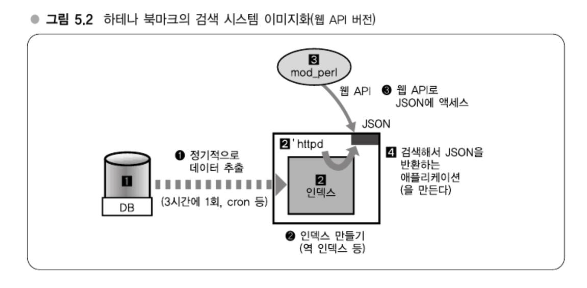 ● 그림 5.2 하테나 북마크의 검색 시스템 이미지화(웹 API 버전)
3
mod_perl
웹 API
❸ 웹 API로
JSON에 액세스
JSON
❶ 정기적으로
데이터 추출
2' httpd
4 검색해서 JSON을
반환하는
애플리케이션
(을 만든다)
1
DB
2
인덱스
(3시간에 1회, cron 등)
❷ 인덱스 만들기
(역 인덱스 등)